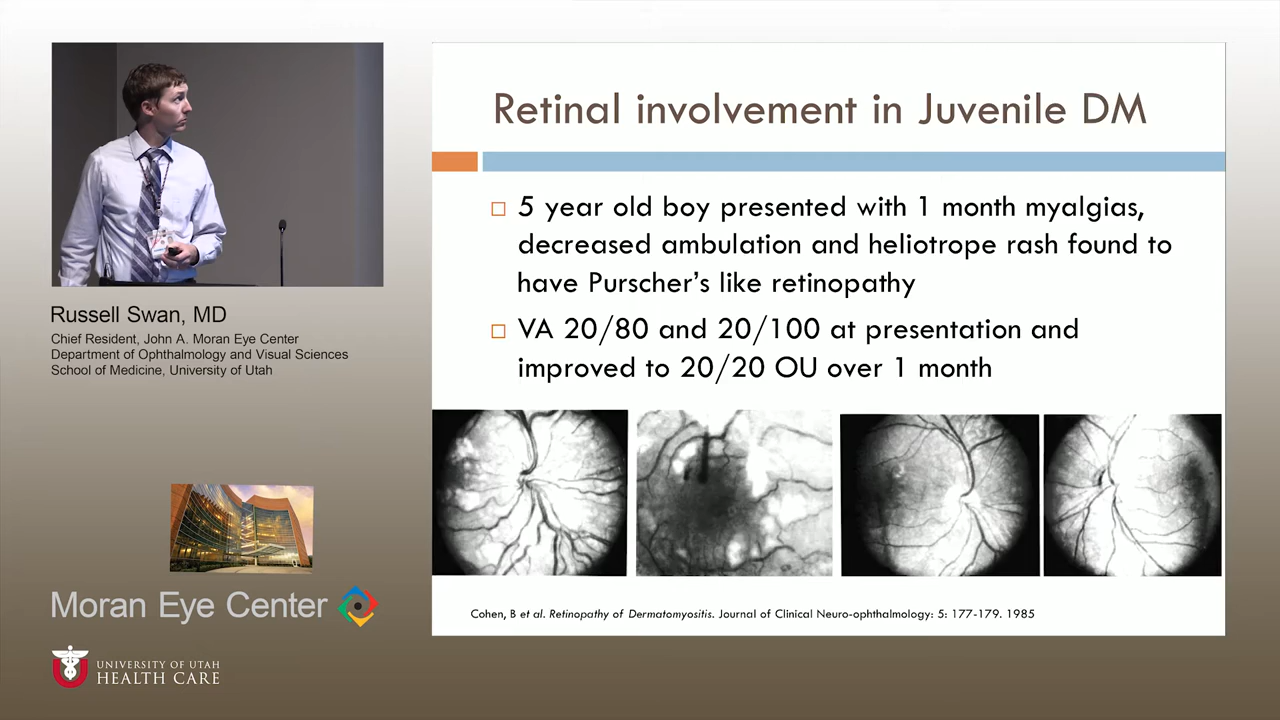 Retinal involvement in Juvenile DM
5 year old boy presented with 1 month myalgias,
decreased ambulation and heliotrope rash found to
have Purscher's like retinopathy
VA 20/80 and 20/100 at presentation and
improved to 20/20 OU over 1 month
Cohen, B et al. Retinopathy of Dermatomyositis. Journal of Clinical Neuro-ophthalmology: 5: 177-179. 1985
Russell Swan, MD
Chief Resident, John A. Moran Eye Center
Department of Ophthalmology and Visual Sciences
School of Medicine, University of Utah
Moran Eye Center
UNIVERSITY OF UTAH
HEALTH CARE